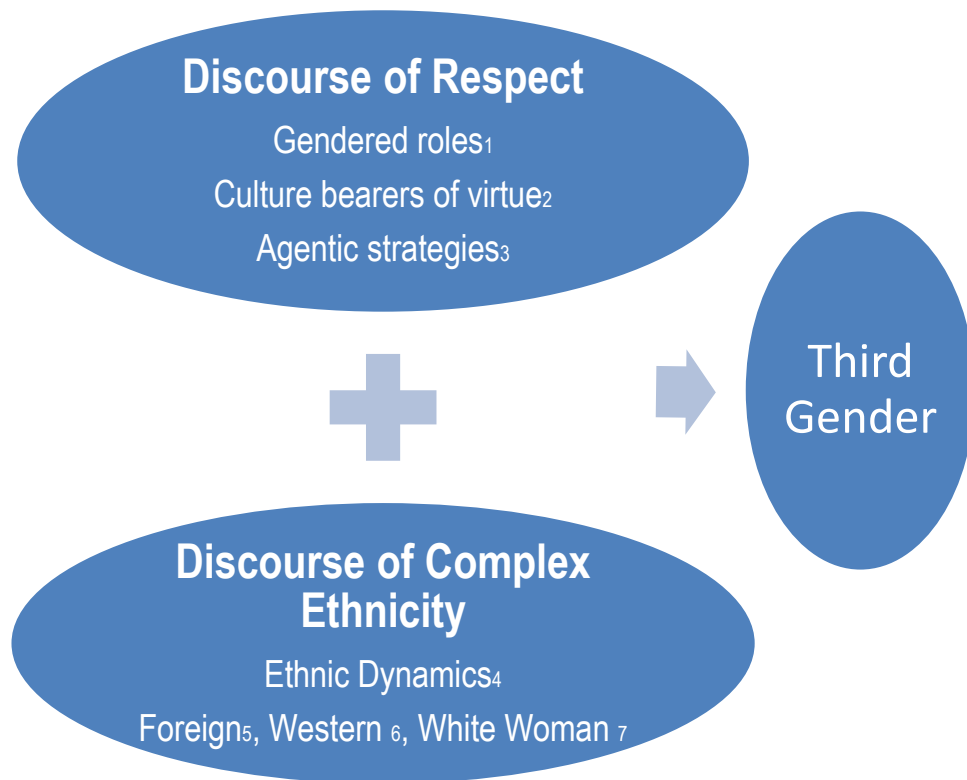 Discourse of Respect
Gendered roles1
Culture bearers of virtue2
Agentic strategies3
Third
Gender
Discourse of Complex
Ethnicity
Ethnic Dynamics4
Foreign5, Western 6, White Woman 7